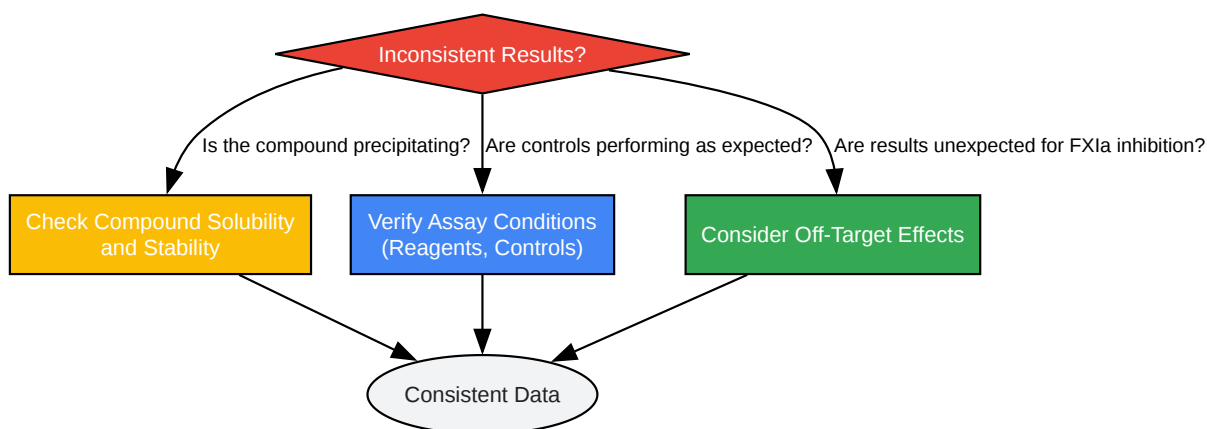 Inconsistent Results?
Is the compound precipitating?
Are controls performing as expected?
Are results unexpected for FXIa inhibition?
Check Compound Solubility
and Stability
Verify Assay Conditions
(Reagents, Controls)
Consider Off-Target Effects
Consistent Data